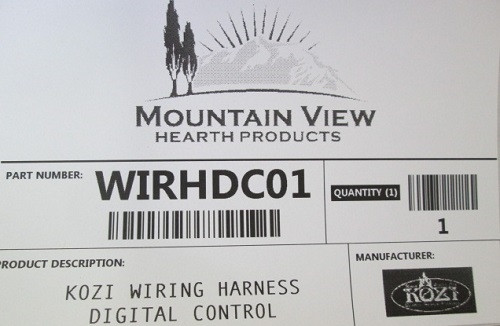 MOUNTAIN VIEW
HEARTH PRODUCTS
PART NUMBER: WIRHDC01 QUANTITY (1)
1
PRODUCT DESCRIPTION: MANUFACTURER:
KOZI WIRING HARNESS
DIGITAL CONTROL
KOZI